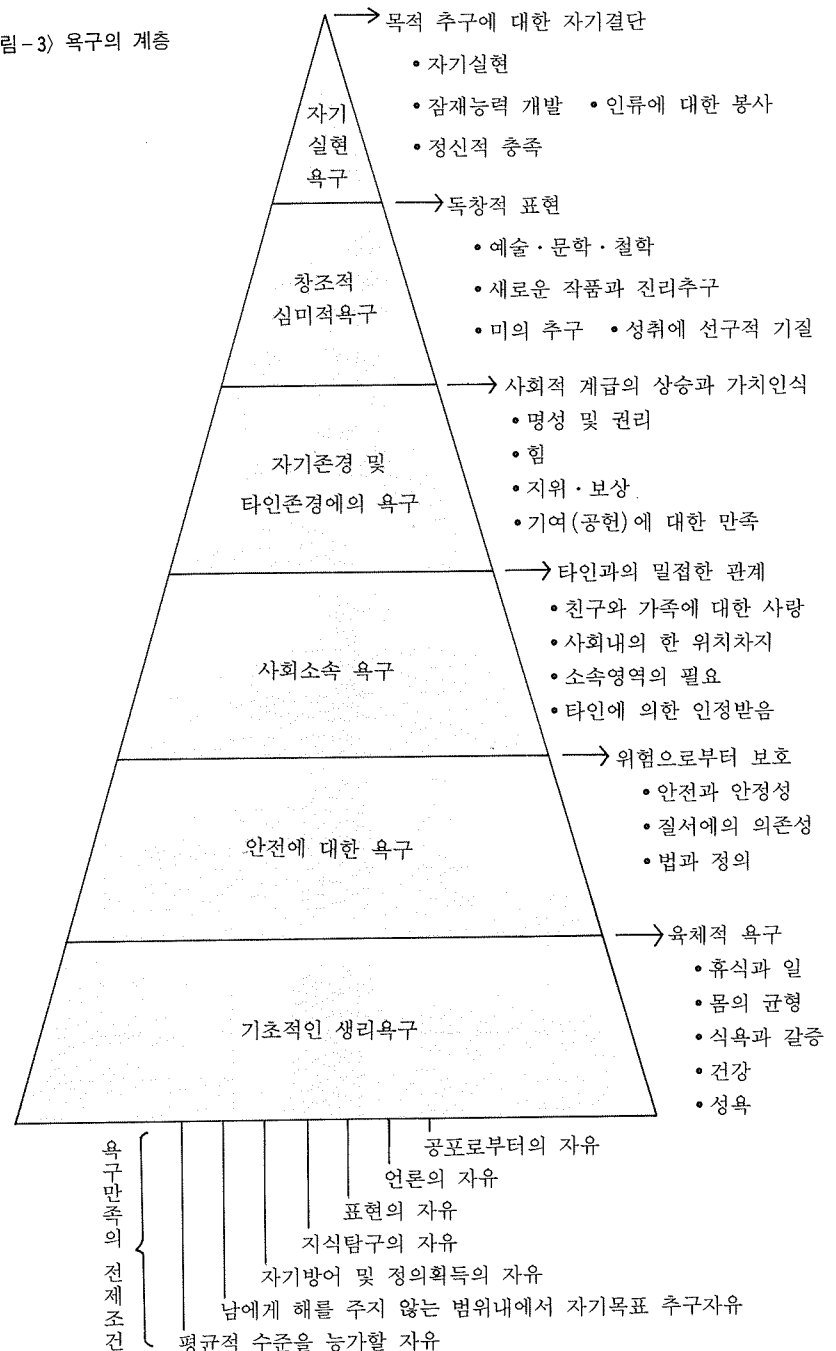 림-3〉 욕구의 계층
목적 추구에 대한 자기결단
• 자기실현
• 잠재능력 개발 • 인류에 대한 봉사
• 정신적 충족
자기
실현
욕구
독창적 표현
• 예술·문학·철학
• 새로운 작품과 진리추구
• 미의 추구 • 성취에 선구적 기질
창조적
심미적욕구
사회적 계급의 상승과 가치인식
• 명성 및 권리
• 힘
• 지위·보상
• 기여(공헌)에 대한 만족
자기존경 및
타인존경에의 욕구
타인과의 밀접한 관계
• 친구와 가족에 대한 사랑
• 사회내의 한 위치차지
• 소속영역의 필요
• 타인에 의한 인정받음
사회소속 욕구
위험으로부터 보호
• 안전과 안정성
• 질서에의 의존성
• 법과 정의
안전에 대한 욕구
육체적 욕구
• 휴식과 일
• 몸의 균형
• 식욕과 갈증
• 건강
• 성욕
기초적인 생리욕구
욕구만족의 전제조건
공포로부터의 자유
언론의 자유
표현의 자유
지식탐구의 자유
자기방어 및 정의획득의 자유
남에게 해를 주지 않는 범위내에서 자기목표 추구자유
평균적 수준을 능가할 자유